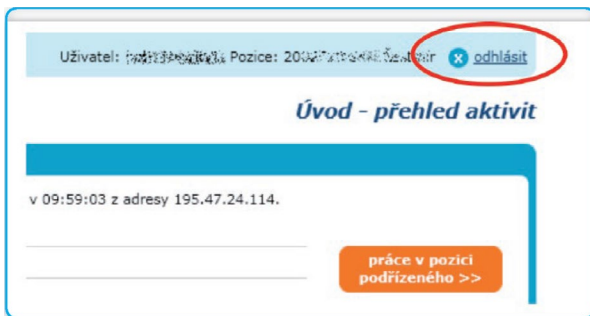 Uživatel: Pozice: odhlásit
Úvod - přehled aktivit
v 09:59:03 z adresy 195.47.24.114.
práce v pozici
podřízeného >>